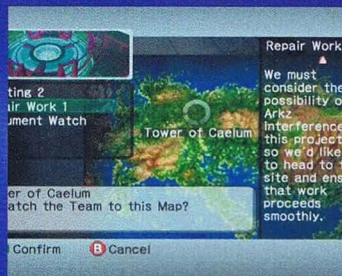 Repair Work
We must
consider the
possibility o
Arkz
interference
this project
so we'd like
to head to t
site and ens
that work
proceeds
smoothly.
ting 2
air Work 1
ument Watch
Tower of Caelum
er of Caelum
atch the Team to this Map?
Confirm
B Cancel